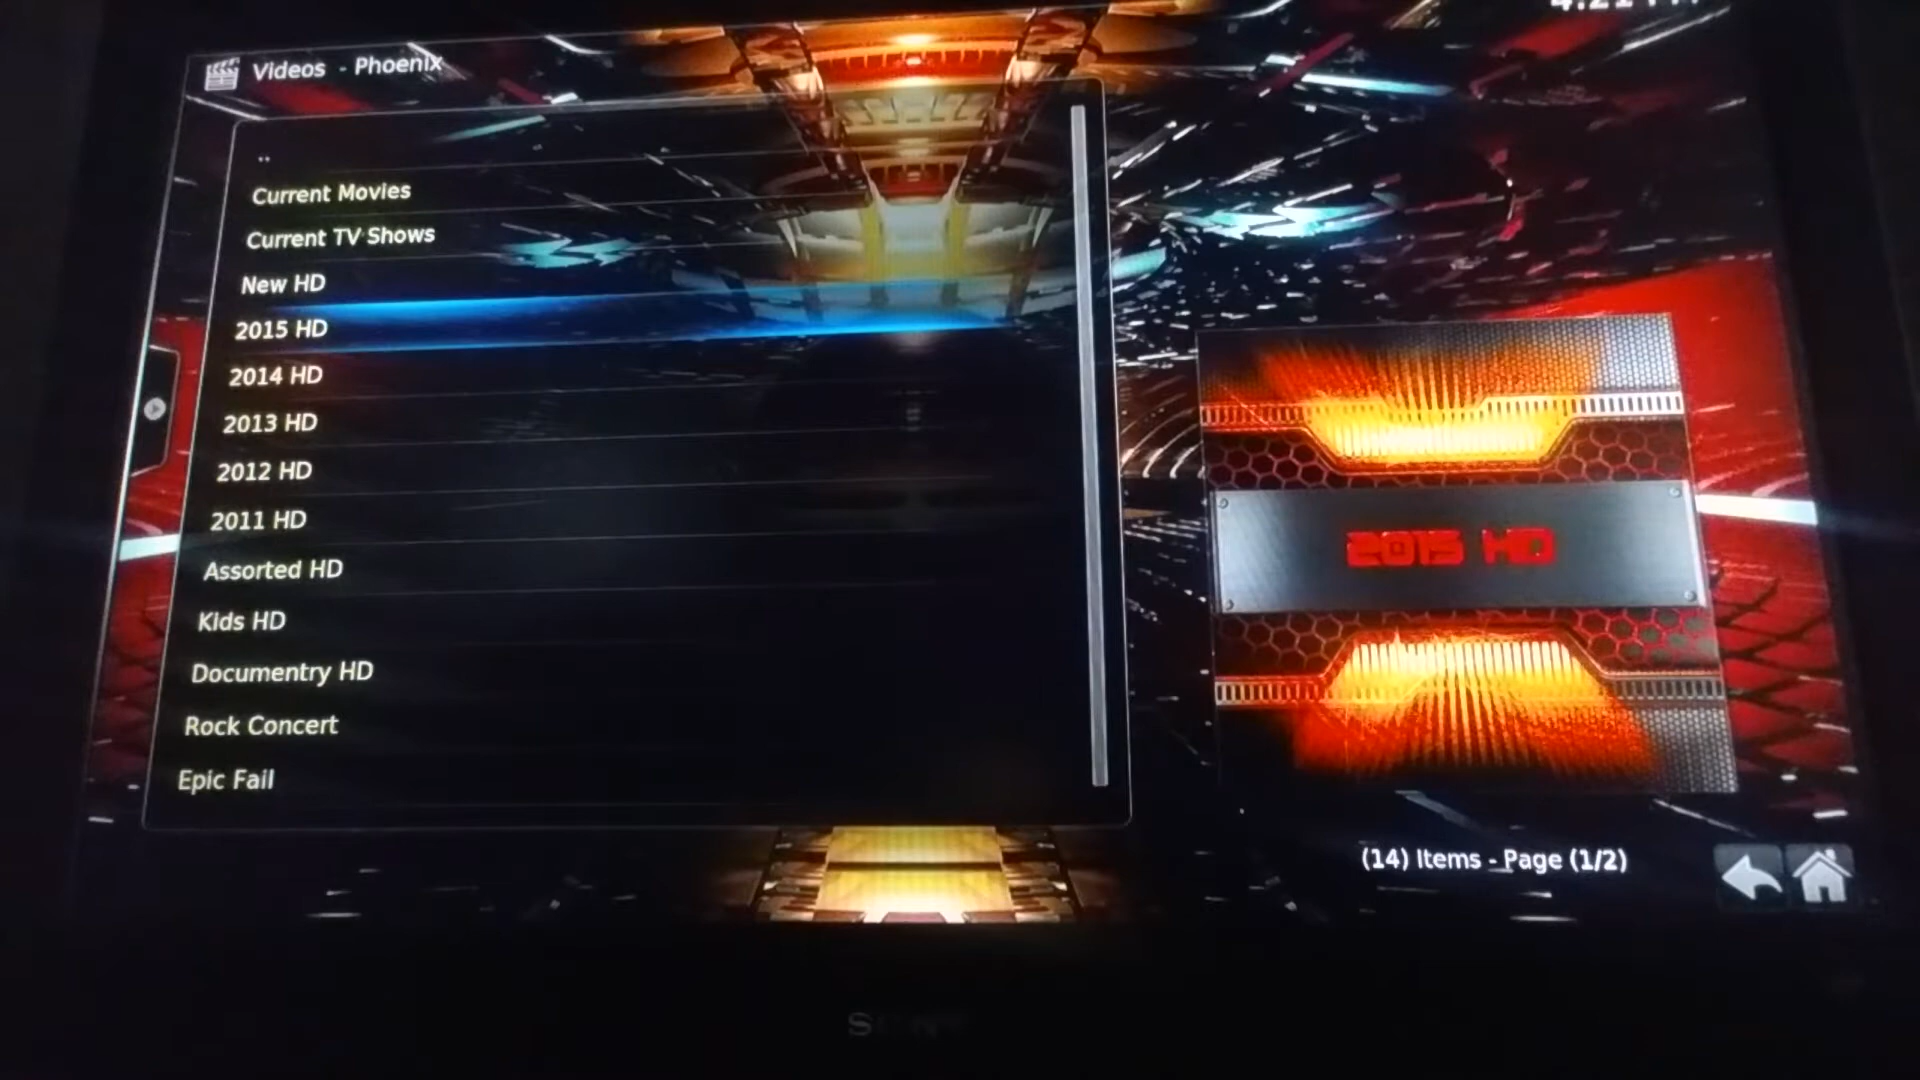 Videos - Phoenix
..
Current Movies
Current TV Shows
New HD
2015 HD
2014 HD
2013 HD
2012 HD
2011 HD
Assorted HD
Kids HD
Documentry HD
Rock Concert
Epic Fail
2015 HD
(14) Items - Page (1/2)